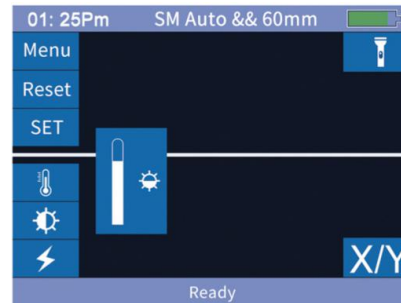 01: 25Pm SM Auto && 60mm
Menu
Reset
SET
X/Y
Ready